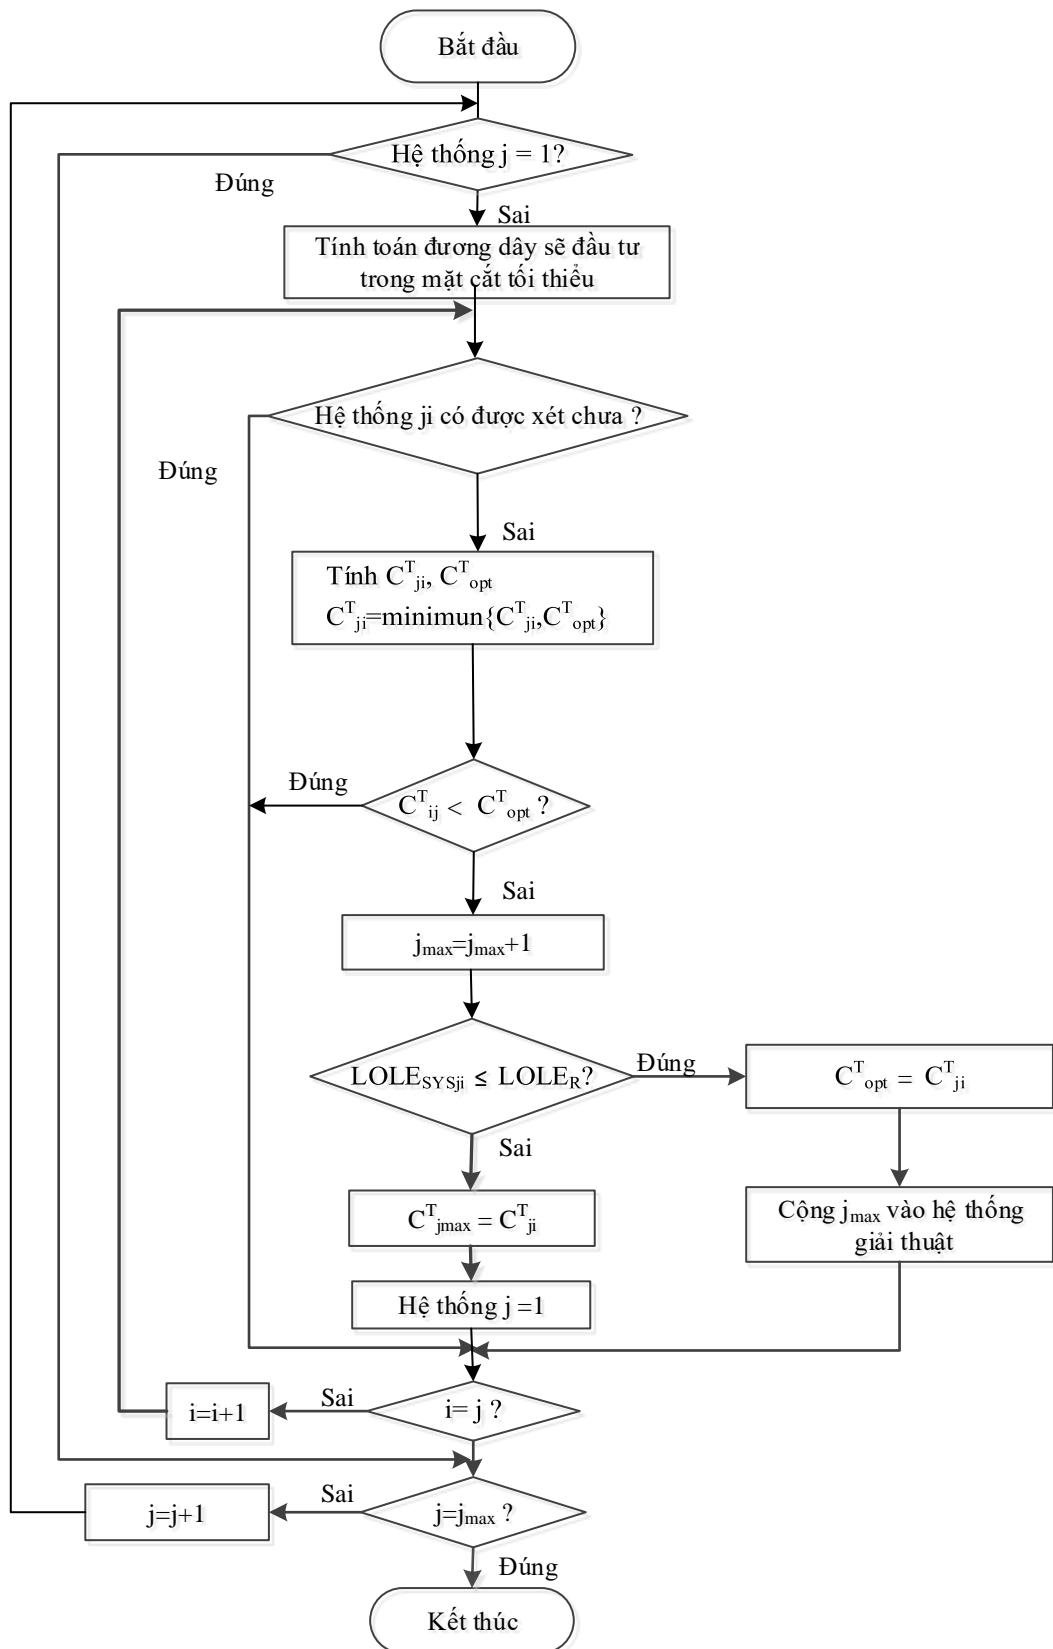 Bắt đầu
Hệ thống j = 1?
Đúng
Sai
Tính toán đương dây sẽ đầu tư
trong mặt cắt tối thiểu
Hệ thống ji có được xét chưa ?
Đúng
Sai
Tính C^T_ji, C^T_opt
C^T_ji=minimun{C^T_ji,C^T_opt}
Đúng
C^T_ij < C^T_opt ?
Sai
j_max=j_max+1
LOLE_SYSji ≤ LOLE_R?
Đúng
C^T_opt = C^T_ji
Sai
C^T_jmax = C^T_ji
Cộng j_max vào hệ thống
giải thuật
Hệ thống j =1
i= j ?
Sai
i=i+1
j=j_max ?
Sai
j=j+1
Đúng
Kết thúc